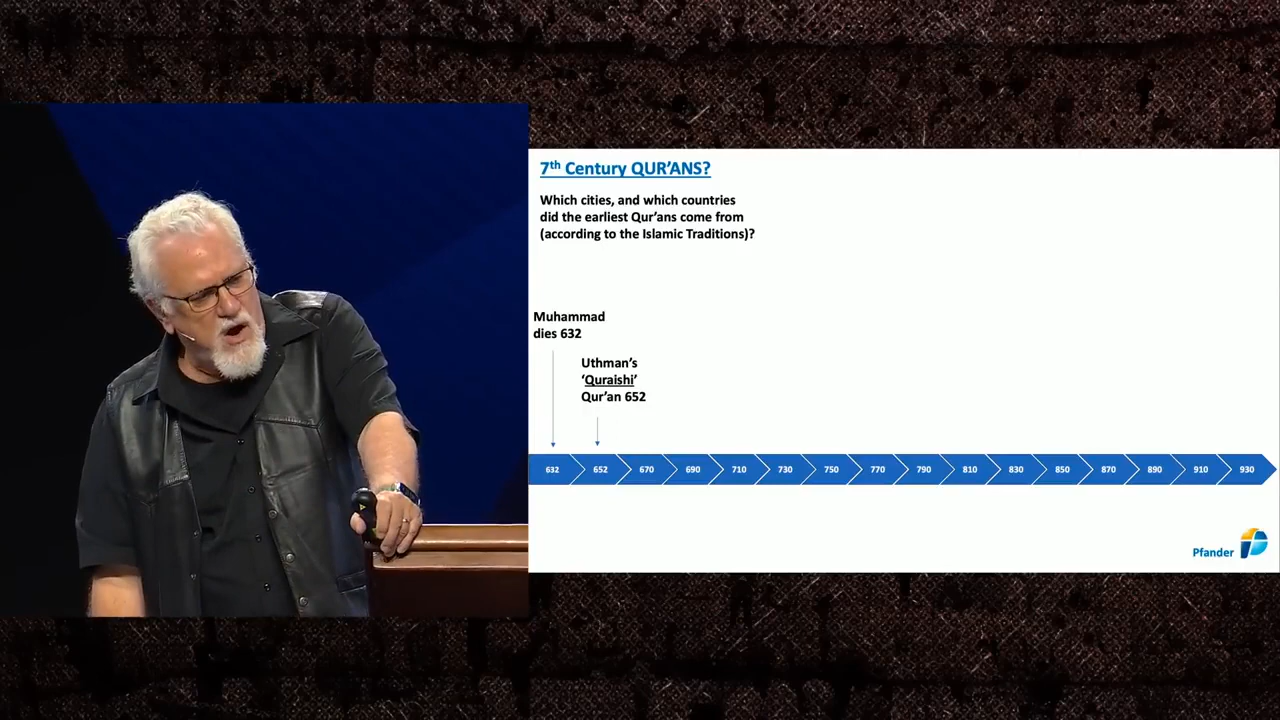 7th Century QUR'ANS?
Which cities, and which countries
did the earliest Qur'ans come from
(according to the Islamic Traditions)?
Muhammad
dies 632
Uthman's
'Quraishi'
Qur'an 652
632
652
670
690
710
730
750
770
790
810
830
850
870
890
910
930
Pfander